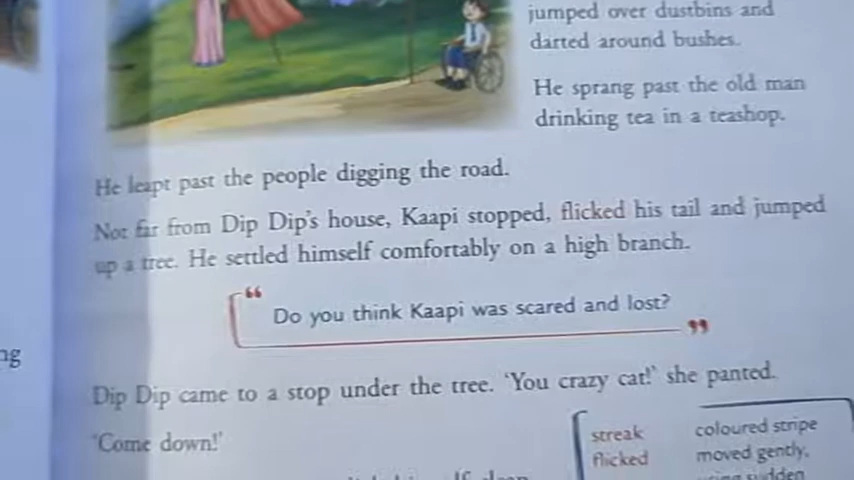 jumped over dustbins and
darted around bushes.
He sprang past the old man
drinking tea in a teashop.
He leapt past the people digging the road.
Not far from Dip Dip's house, Kaapi stopped, flicked his tail and jumped
up a tree. He settled himself comfortably on a high branch.
“ Do you think Kaapi was scared and lost? ”
ng
Dip Dip came to a stop under the tree. 'You crazy cat!' she panted.
'Come down!'
streak coloured stripe
flicked moved gently,
sudden